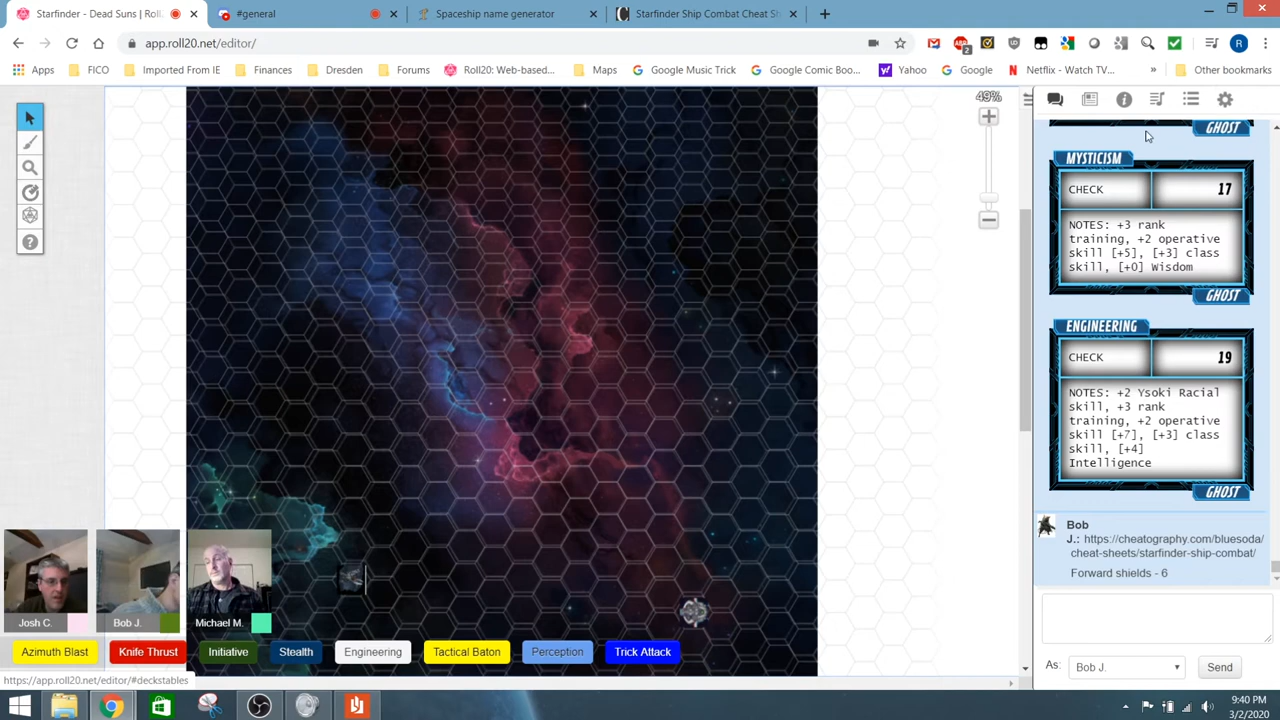 Starfinder - Dead Suns | Roll
#general
Spaceship name generator
Starfinder Ship Combat Cheat Sh
app.roll20.net/editor/
2
R
Apps
FICO
Imported From IE
Finances
Dresden
Forums
Roll20: Web-based...
Maps
Google Music Trick
Google Comic Boo...
Yahoo
Google
Netflix - Watch TV...
Other bookmarks
49%
GHOST
MYSTICISM
CHECK 17
NOTES: +3 rank
training, +2 operative
skill [+5], [+3] class
skill, [+0] Wisdom
GHOST
ENGINEERING
CHECK 19
NOTES: +2 Ysoki Racial
skill, +3 rank
training, +2 operative
skill [+7], [+3] class
skill, [+4]
Intelligence
GHOST
Bob
J.: https://cheatography.com/bluesoda/
cheat-sheets/starfinder-ship-combat/
Forward shields - 6
Josh C.
Bob J.
Michael M.
Azimuth Blast
Knife Thrust
Initiative
Stealth
Engineering
Tactical Baton
Perception
Trick Attack
As:
Bob J.
Send
https://app.roll20.net/editor/#deckstables
9:40 PM
3/2/2020